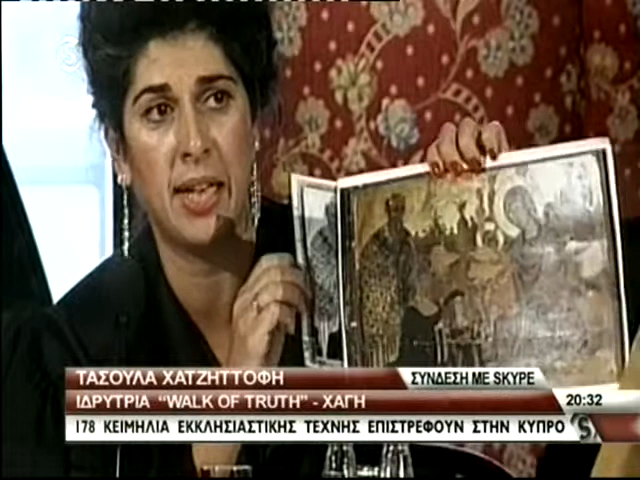 ΤΑΣΟΥΛΑ ΧΑΤΖΗΤΤΟΦΗ
ΣΥΝΔΕΣΗ ΜΕ SKYPE
ΙΔΡΥΤΡΙΑ "WALK OF TRUTH" - ΧΑΓΗ
20:32
178 ΚΕΙΜΗΛΙΑ ΕΚΚΛΗΣΙΑΣΤΙΚΗΣ ΤΕΧΝΗΣ ΕΠΙΣΤΡΕΦΟΥΝ ΣΤΗΝ ΚΥΠΡΟ